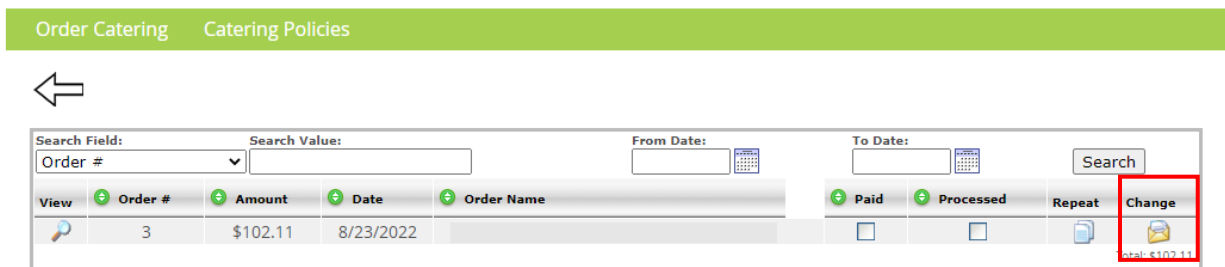 Order Catering Catering Policies
Search Field: Search Value: From Date: To Date:
Order # Search
View Order # Amount Date Order Name Paid Processed Repeat Change
3 $102.11 8/23/2022
Total: $102.11